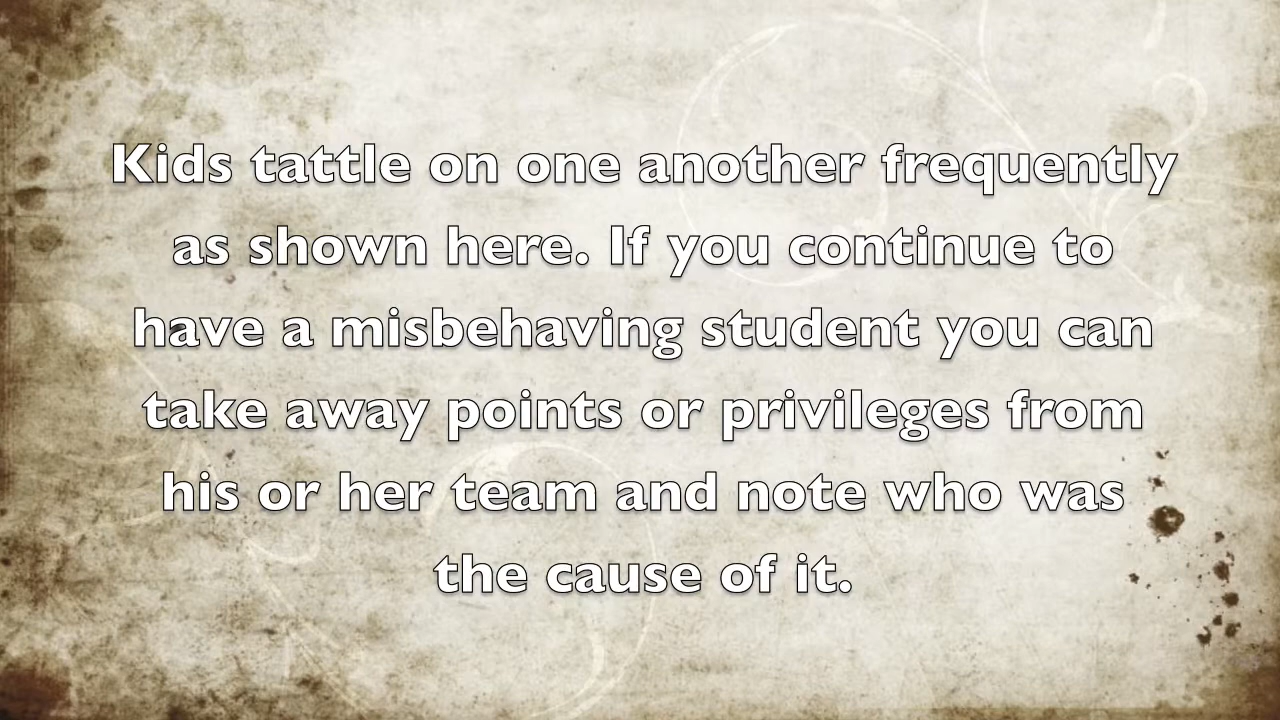 Kids tattle on one another frequently
as shown here. If you continue to
have a misbehaving student you can
take away points or privileges from
his or her team and note who was
the cause of it.